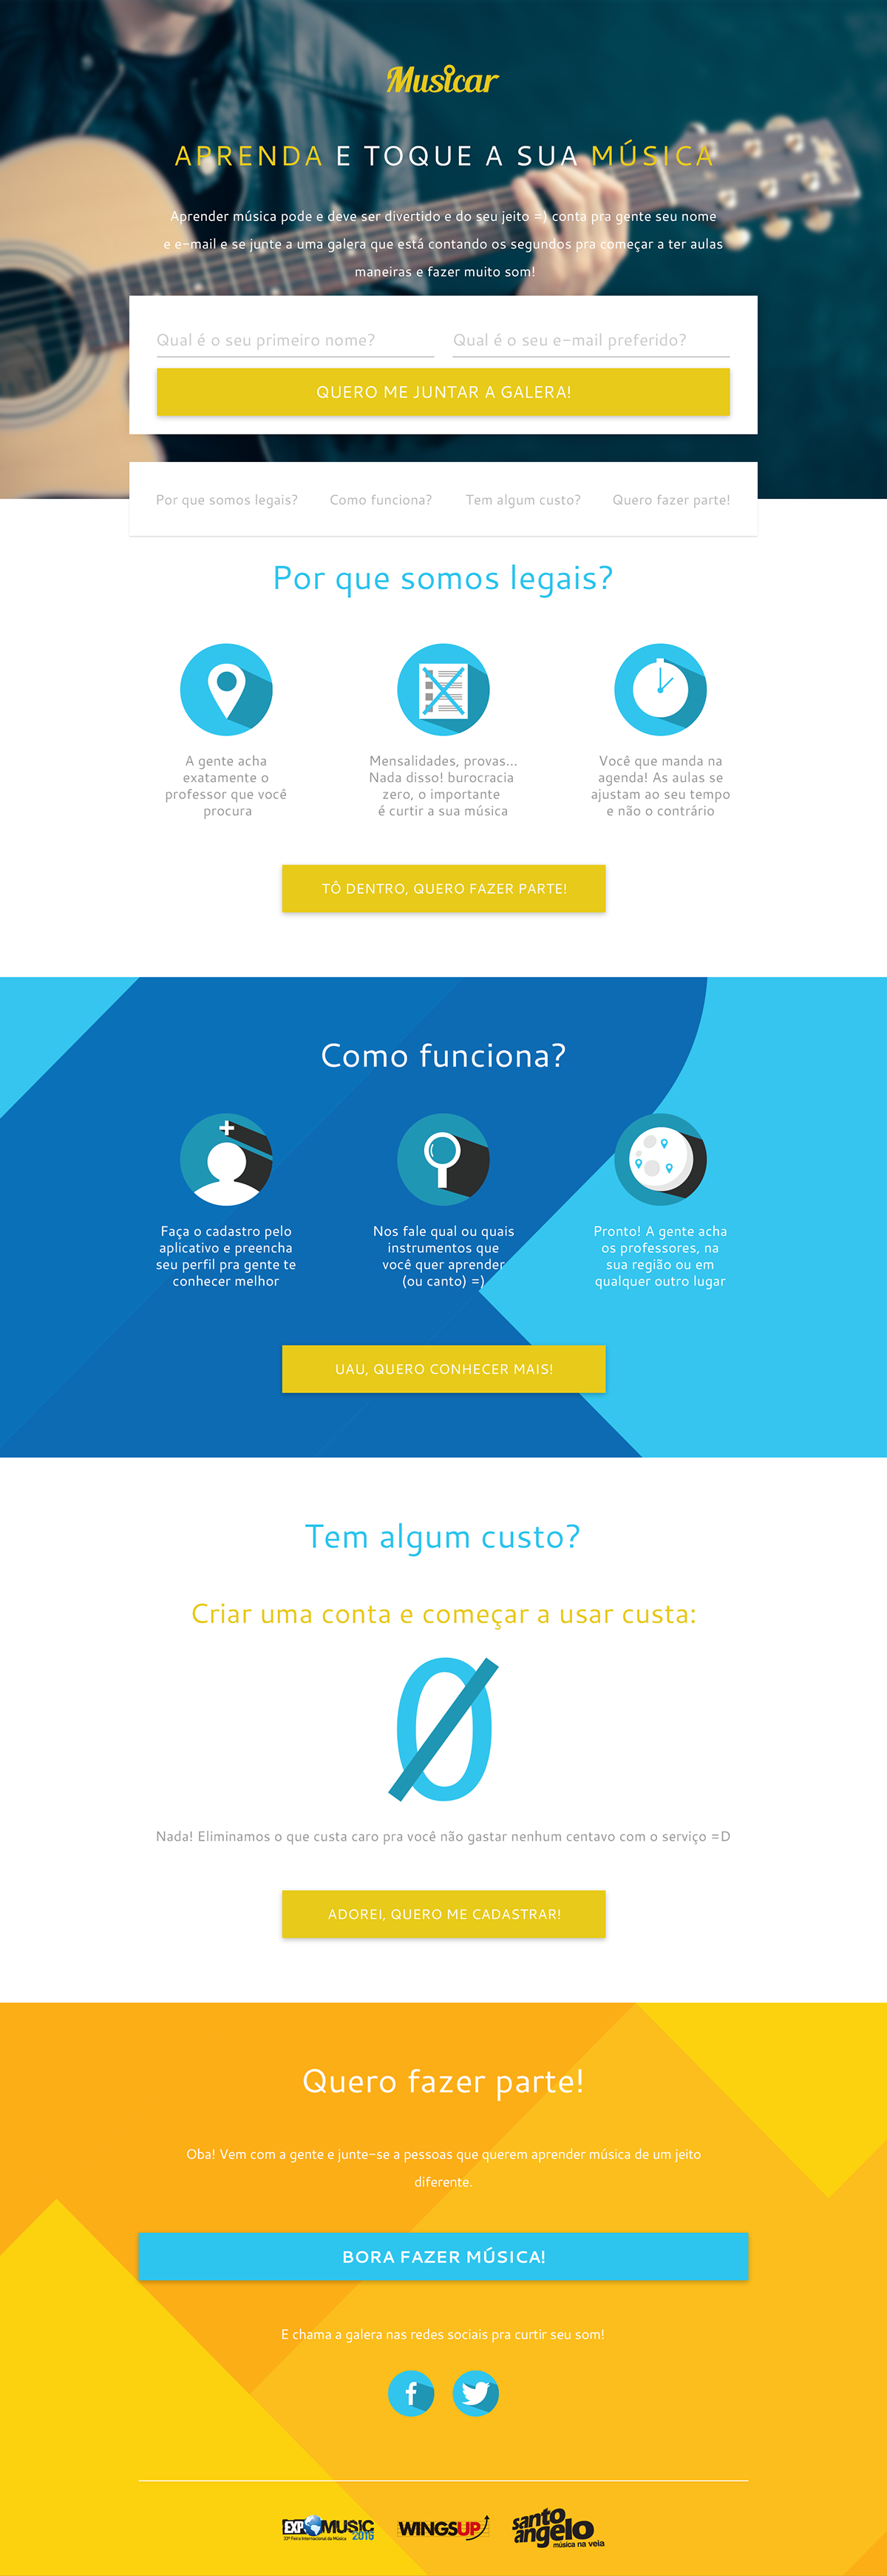 Musicar
APRENDA E TOQUE A SUA MÚSICA
Aprender música pode e deve ser divertido e do seu jeito =) conta pra gente seu nome
e e-mail e se junte a uma galera que está contando os segundos pra começar a ter aulas
maneiras e fazer muito som!
Qual é o seu primeiro nome?
Qual é o seu e-mail preferido?
QUERO ME JUNTAR A GALERA!
Por que somos legais?
Como funciona?
Tem algum custo?
Quero fazer parte!
Por que somos legais?
A gente acha
exatamente o
professor que você
procura
Mensalidades, provas...
Nada disso! burocracia
zero, o importante
é curtir a sua música
Você que manda na
agenda! As aulas se
ajustam ao seu tempo
e não o contrário
TÔ DENTRO, QUERO FAZER PARTE!
Como funciona?
Faça o cadastro pelo
aplicativo e preencha
seu perfil pra gente te
conhecer melhor
Nos fale qual ou quais
instrumentos que
você quer aprender
(ou canto) =)
Pronto! A gente acha
os professores, na
sua região ou em
qualquer outro lugar
UAU, QUERO CONHECER MAIS!
Tem algum custo?
Criar uma conta e começar a usar custa:
0
Nada! Eliminamos o que custa caro pra você não gastar nenhum centavo com o serviço =D
ADOREI, QUERO ME CADASTRAR!
Quero fazer parte!
Oba! Vem com a gente e junte-se a pessoas que querem aprender música de um jeito
diferente.
BORA FAZER MÚSICA!
E chama a galera nas redes sociais pra curtir seu som!
f
EXPOMUSIC
33ª Feira Internacional da Música 2016
WINGSUP
santo
angelo
música na veia